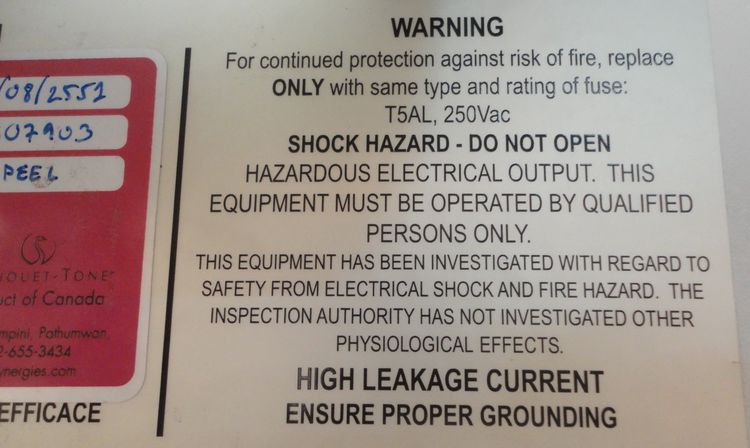 /08/2551
07903
PEEL
uct of Canada
mpini, Pathumwan,
2-655-3434
ynergies.com
EFFICACE
WARNING
For continued protection against risk of fire, replace
ONLY with same type and rating of fuse:
T5AL, 250Vac
SHOCK HAZARD - DO NOT OPEN
HAZARDOUS ELECTRICAL OUTPUT. THIS
EQUIPMENT MUST BE OPERATED BY QUALIFIED
PERSONS ONLY.
THIS EQUIPMENT HAS BEEN INVESTIGATED WITH REGARD TO
SAFETY FROM ELECTRICAL SHOCK AND FIRE HAZARD. THE
INSPECTION AUTHORITY HAS NOT INVESTIGATED OTHER
PHYSIOLOGICAL EFFECTS.
HIGH LEAKAGE CURRENT
ENSURE PROPER GROUNDING